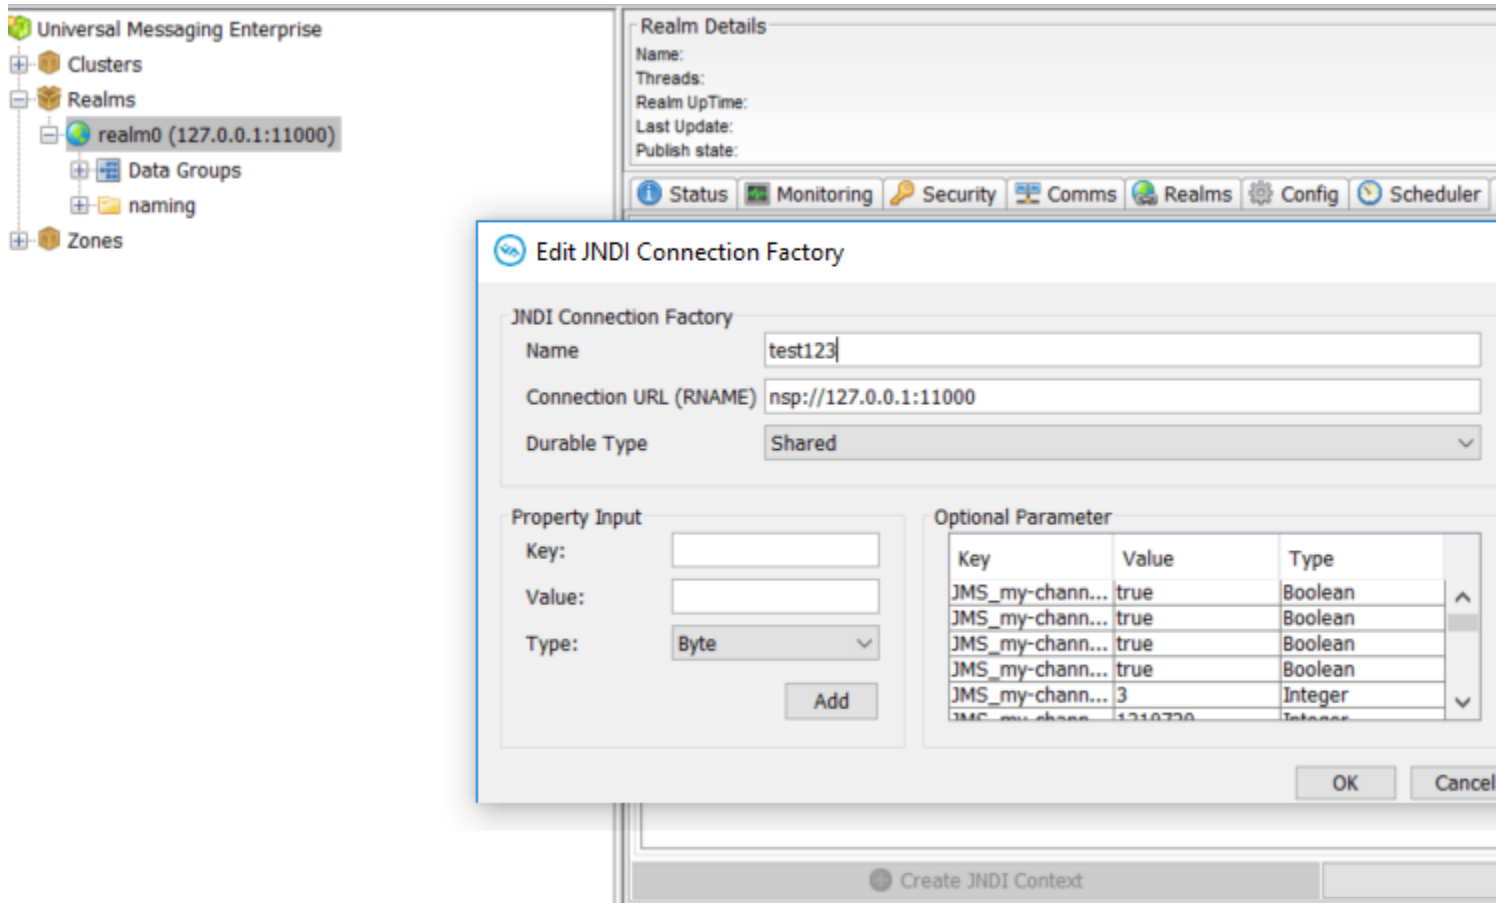 Universal Messaging Enterprise
Clusters
Realms
realm0 (127.0.0.1:11000)
Data Groups
naming
Zones
Realm Details
Name:
Threads:
Realm UpTime:
Last Update:
Publish state:
Status Monitoring Security Comms Realms Config Scheduler
Edit JNDI Connection Factory
JNDI Connection Factory
Name test123
Connection URL (RNAME) nsp://127.0.0.1:11000
Durable Type Shared
Property Input
Key:
Value:
Type: Byte
Add
Optional Parameter
Key Value Type
JMS_my-chann... true Boolean
JMS_my-chann... true Boolean
JMS_my-chann... true Boolean
JMS_my-chann... true Boolean
JMS_my-chann... 3 Integer
OK Cancel
Create JNDI Context